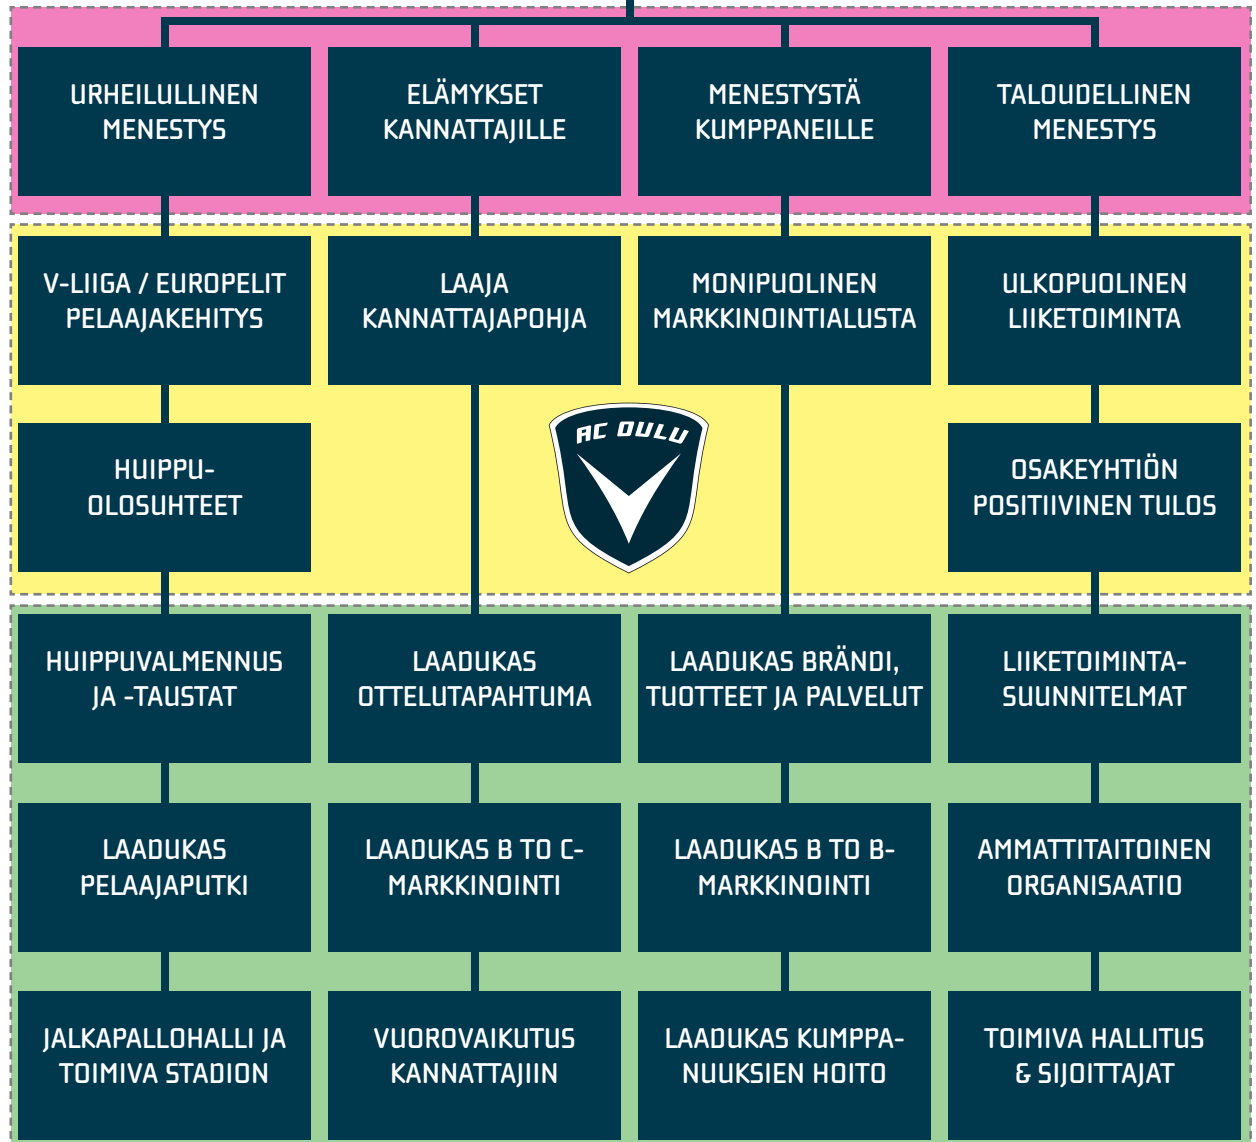 URHEILULLINEN
MENESTYS
ELÄMYKSET
KANNATTAJILLE
MENESTYSTÄ
KUMPPANEILLE
TALOUDELLINEN
MENESTYS
V-LIIGA / EUROPELIT
PELAAJAKEHITYS
LAAJA
KANNATTAJAPOHJA
MONIPUOLINEN
MARKKINOINTIALUSTA
ULKOPUOLINEN
LIIKETOIMINTA
HUIPPU-
OLOSUHTEET
AC OULU
OSAKEYHTIÖN
POSITIIVINEN TULOS
HUIPPUVALMENNUS
JA -TAUSTAT
LAADUKAS
OTTELUTAPAHTUMA
LAADUKAS BRÄNDI,
TUOTTEET JA PALVELUT
LIIKETOIMINTA-
SUUNNITELMAT
LAADUKAS
PELAAJAPUTKI
LAADUKAS B TO C-
MARKKINOINTI
LAADUKAS B TO B-
MARKKINOINTI
AMMATTITAITOINEN
ORGANISAATIO
JALKAPALLOHALLI JA
TOIMIVA STADION
VUOROVAIKUTUS
KANNATTAJIIN
LAADUKAS KUMPPA-
NUUKSIEN HOITO
TOIMIVA HALLITUS
& SIJOITTAJAT